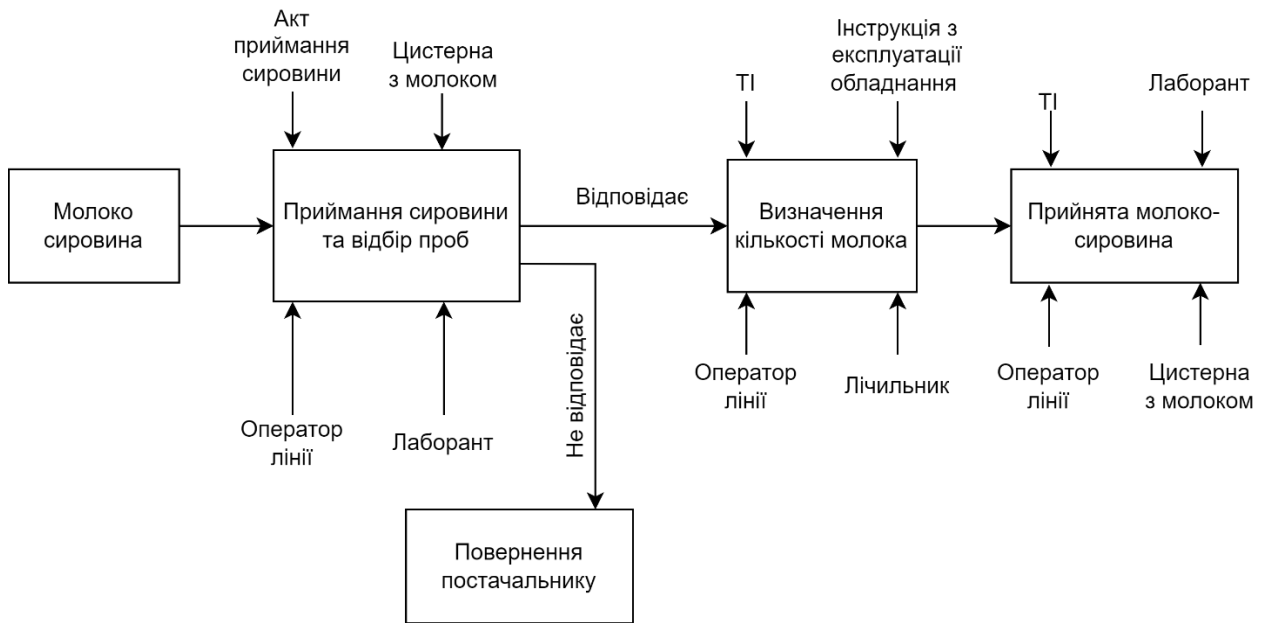 Акт
приймання
сировини
Цистерна
з молоком
ТІ
Інструкція з
експлуатації
обладнання
ТІ
Лаборант
Молоко
сировина
Приймання сировини
та відбір проб
Відповідає
Визначення
кількості молока
Прийнята молоко-
сировина
Не відповідає
Оператор
лінії
Лаборант
Оператор
лінії
Лічильник
Оператор
лінії
Цистерна
з молоком
Повернення
постачальнику